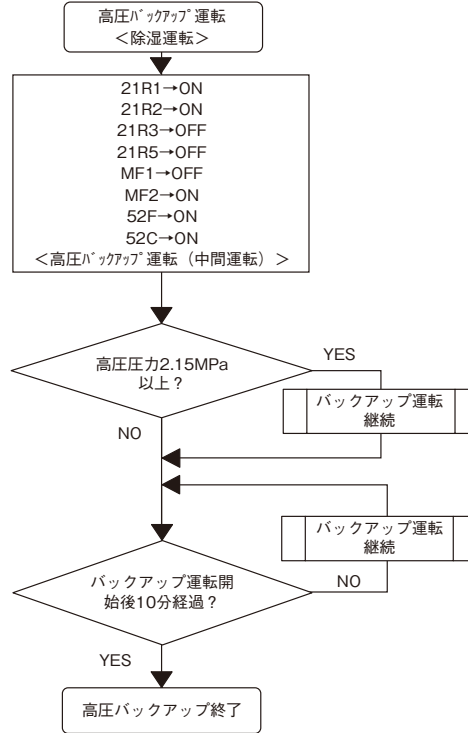 高圧ﾊﾞｯｸｱｯﾌﾟ運転
＜除湿運転＞
21R1→ON
21R2→ON
21R3→OFF
21R5→OFF
MF1→OFF
MF2→ON
52F→ON
52C→ON
＜高圧ﾊﾞｯｸｱｯﾌﾟ運転（中間運転）＞
高圧圧力2.15MPa
以上？
YES
バックアップ運転
継続
NO
バックアップ運転
継続
バックアップ運転開
始後10分経過？
NO
YES
高圧バックアップ終了